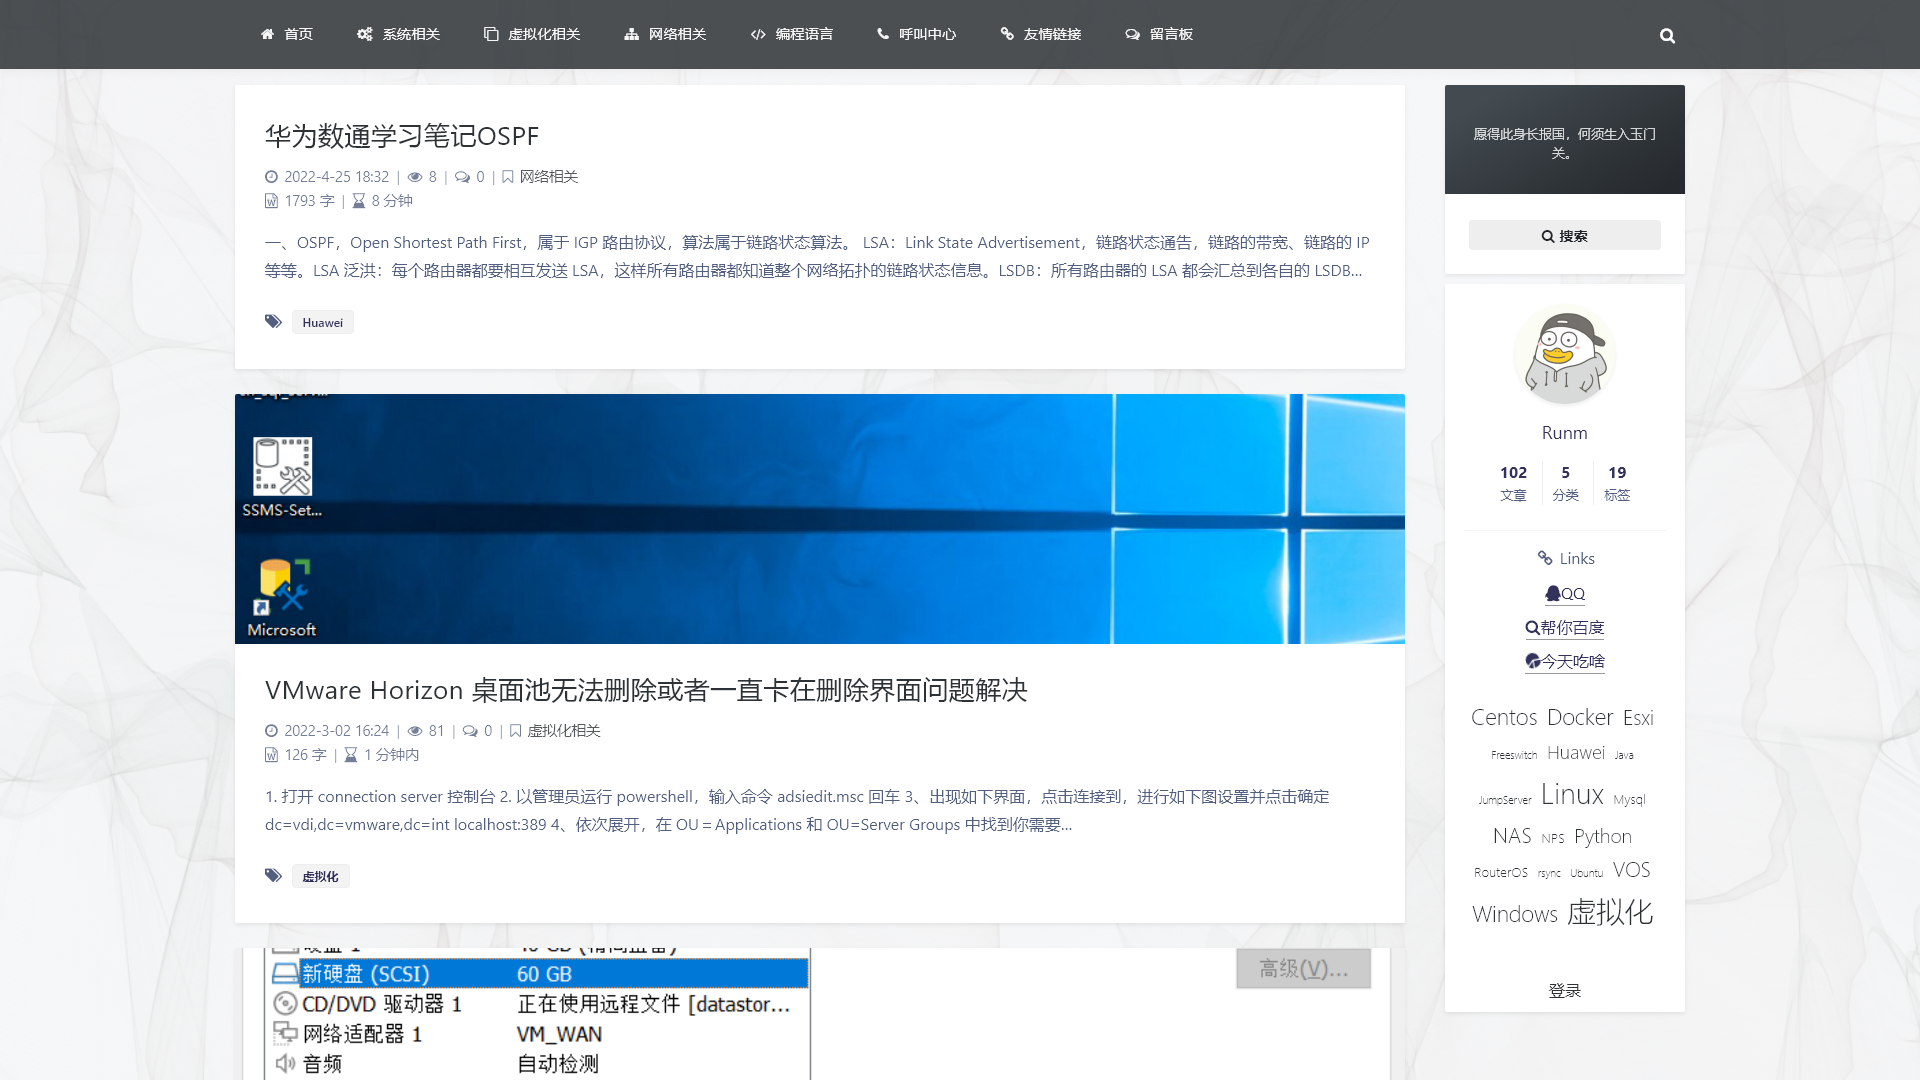 首页
系统相关
虚拟化相关
网络相关
编程语言
呼叫中心
友情链接
留言板
华为数通学习笔记OSPF
2022-4-25 18:32 | 8 | 0 | 网络相关
1793 字 | 8 分钟
一、OSPF，Open Shortest Path First，属于 IGP 路由协议，算法属于链路状态算法。 LSA：Link State Advertisement，链路状态通告，链路的带宽、链路的 IP
等等。LSA 泛洪：每个路由器都要相互发送 LSA，这样所有路由器都知道整个网络拓扑的链路状态信息。LSDB：所有路由器的 LSA 都会汇总到各自的 LSDB...
Huawei
SSMS-Set...
Microsoft
VMware Horizon 桌面池无法删除或者一直卡在删除界面问题解决
2022-3-02 16:24 | 81 | 0 | 虚拟化相关
126 字 | 1 分钟内
1. 打开 connection server 控制台 2. 以管理员运行 powershell，输入命令 adsiedit.msc 回车 3、出现如下界面，点击连接到，进行如下图设置并点击确定
dc=vdi,dc=vmware,dc=int localhost:389 4、依次展开，在 OU＝Applications 和 OU=Server Groups 中找到你需要...
虚拟化
新硬盘 (SCSI) 60 GB
高级(V)...
CD/DVD 驱动器 1 正在使用远程文件 [datastor...
网络适配器 1 VM_WAN
音频 自动检测
愿得此身长报国，何须生入玉门
关。
搜索
Runm
102 5 19
文章 分类 标签
Links
QQ
帮你百度
今天吃啥
Centos Docker Esxi
Freeswitch Huawei Java
JumpServer Linux Mysql
NAS NPS Python
RouterOS rsync Ubuntu VOS
Windows 虚拟化
登录